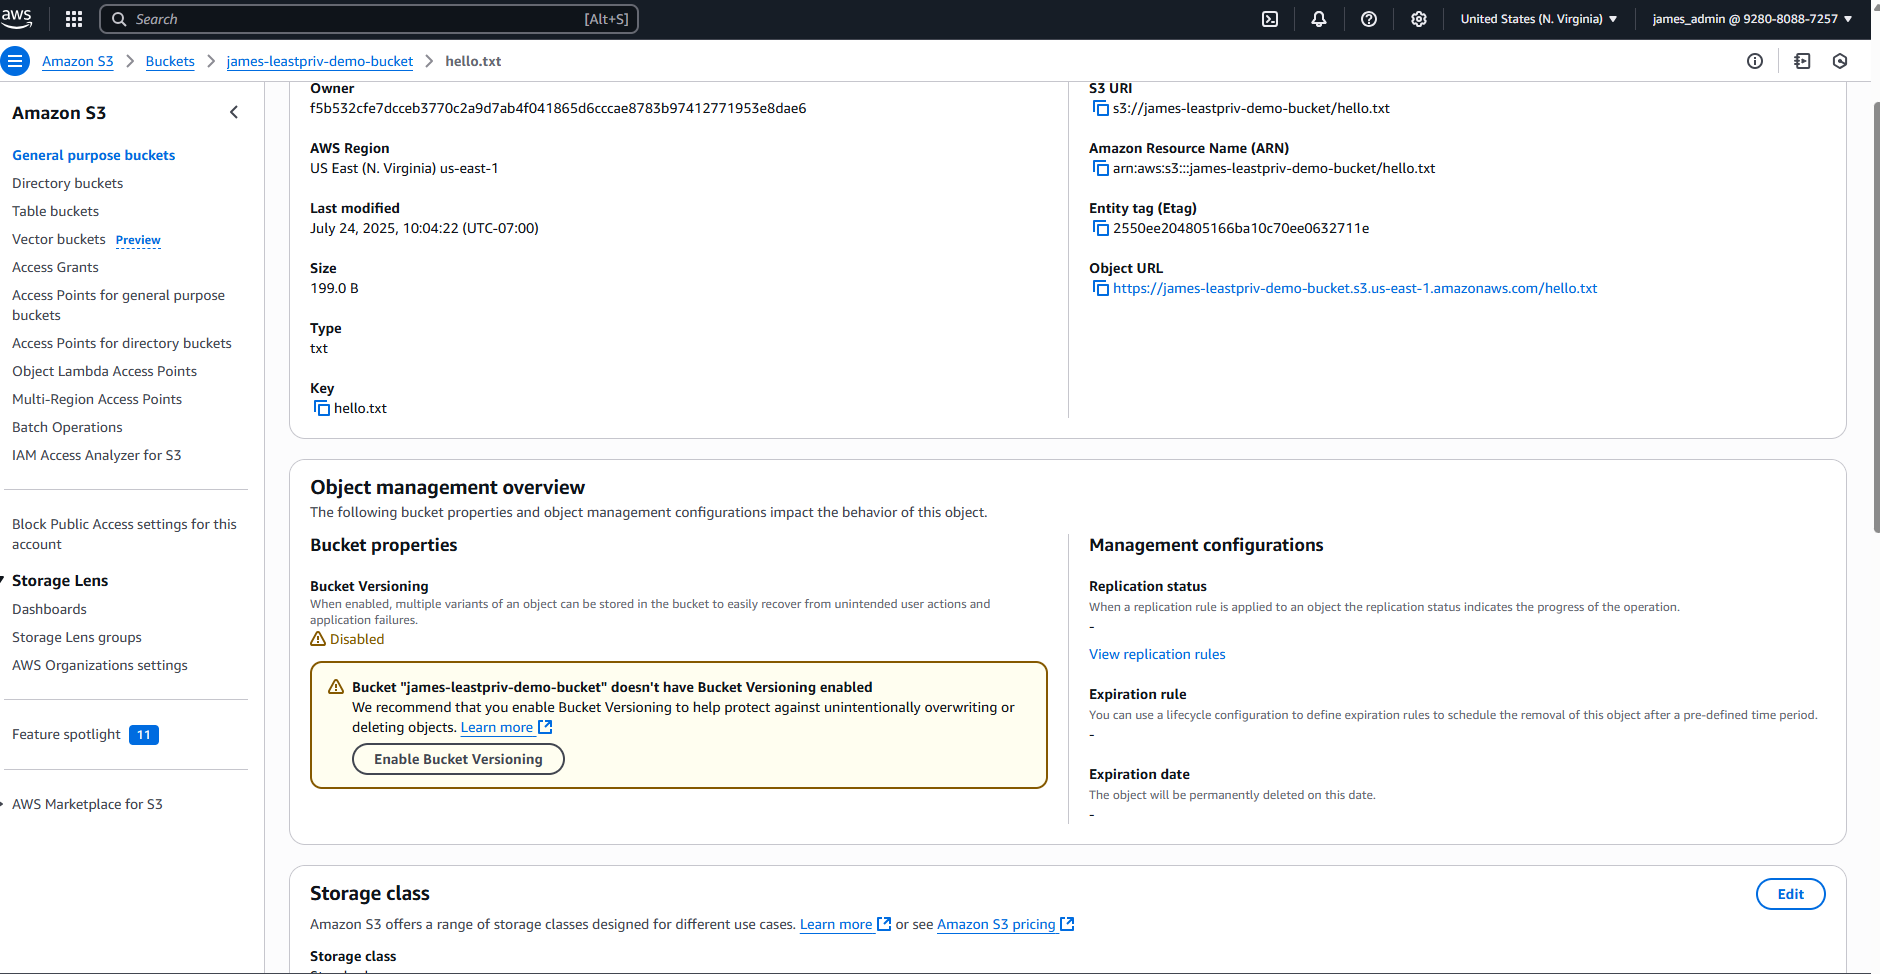 aws
Search
[Alt+S]
United States (N. Virginia)
james_admin @ 9280-8088-7257
Amazon S3
Buckets
james-leastpriv-demo-bucket
hello.txt
Amazon S3
General purpose buckets
Directory buckets
Table buckets
Vector buckets Preview
Access Grants
Access Points for general purpose
buckets
Access Points for directory buckets
Object Lambda Access Points
Multi-Region Access Points
Batch Operations
IAM Access Analyzer for S3
Block Public Access settings for this
account
Storage Lens
Dashboards
Storage Lens groups
AWS Organizations settings
Feature spotlight 11
AWS Marketplace for S3
Owner
f5b532cfe7dcceb3770c2a9d7ab4f041865d6cccae8783b97412771953e8dae6
AWS Region
US East (N. Virginia) us-east-1
Last modified
July 24, 2025, 10:04:22 (UTC-07:00)
Size
199.0 B
Type
txt
Key
hello.txt
S3 URI
s3://james-leastpriv-demo-bucket/hello.txt
Amazon Resource Name (ARN)
arn:aws:s3:::james-leastpriv-demo-bucket/hello.txt
Entity tag (Etag)
2550ee204805166ba10c70ee0632711e
Object URL
https://james-leastpriv-demo-bucket.s3.us-east-1.amazonaws.com/hello.txt
Object management overview
The following bucket properties and object management configurations impact the behavior of this object.
Bucket properties
Bucket Versioning
When enabled, multiple variants of an object can be stored in the bucket to easily recover from unintended user actions and
application failures.
Disabled
Bucket "james-leastpriv-demo-bucket" doesn't have Bucket Versioning enabled
We recommend that you enable Bucket Versioning to help protect against unintentionally overwriting or
deleting objects. Learn more
Enable Bucket Versioning
Management configurations
Replication status
When a replication rule is applied to an object the replication status indicates the progress of the operation.
-
View replication rules
Expiration rule
You can use a lifecycle configuration to define expiration rules to schedule the removal of this object after a pre-defined time period.
-
Expiration date
The object will be permanently deleted on this date.
-
Storage class
Edit
Amazon S3 offers a range of storage classes designed for different use cases. Learn more or see Amazon S3 pricing
Storage class